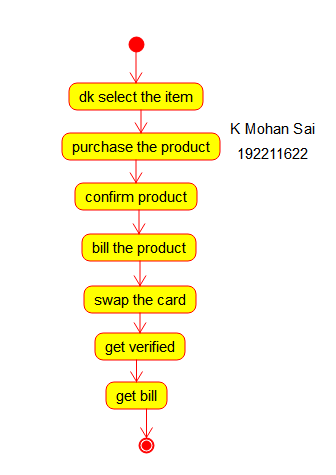 dk select the item
K Mohan Sai
purchase the product
192211622
confirm product
bill the product
swap the card
get verified
get bill